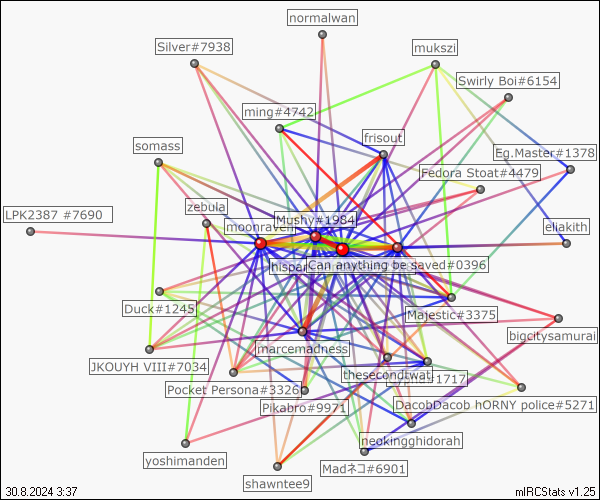 normalwan
Silver#7938
mukszi
Swirly Boi#6154
ming#4742
frisout
somass
Eg.Master#1378
Fedora Stoat#4479
zebula
LPK2387 #7690
Mushy#1984
moonraven
eliakith
hispar
Can anything be saved#0396
Duck#1245
Majestic#3375
bigcitysamurai
marcemadness
JKOUYH VIII#7034
thesecondtwat
#1717
Pocket Persona#3326
Pikabro#9971
DacobDacob hORNY police#5271
neokingghidorah
yoshimanden
Madネコ#6901
shawntee9
30.8.2024 3:37
mIRCStats v1.25